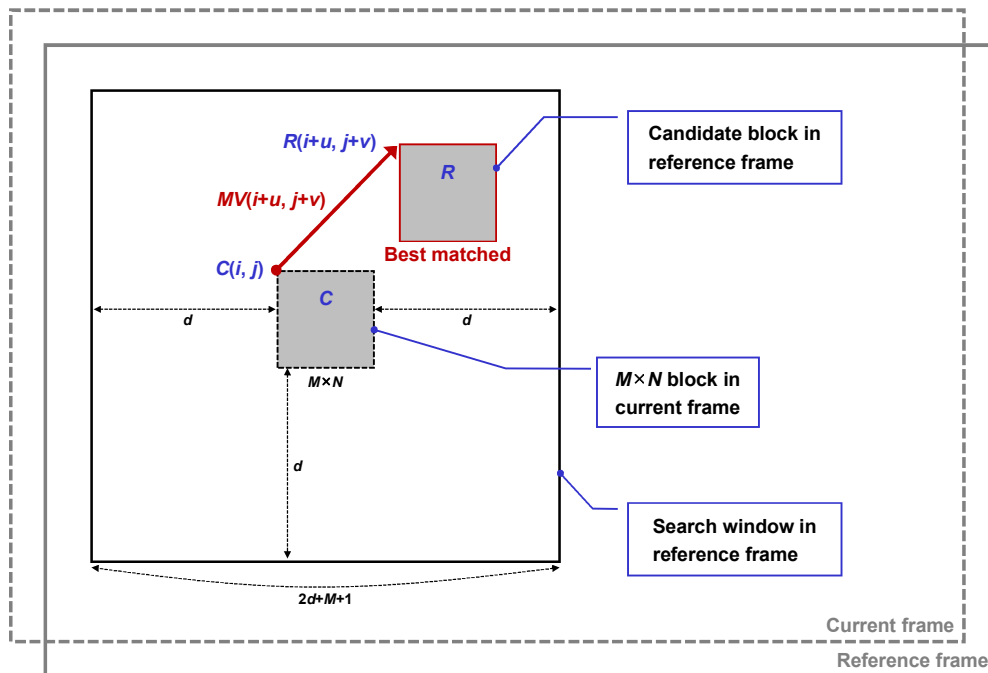 R(i+u, j+v)
Candidate block in
reference frame
R
MV(i+u, j+v)
Best matched
C(i, j)
C
d
d
M×N
M×N block in
current frame
d
Search window in
reference frame
2d+M+1
Current frame
Reference frame